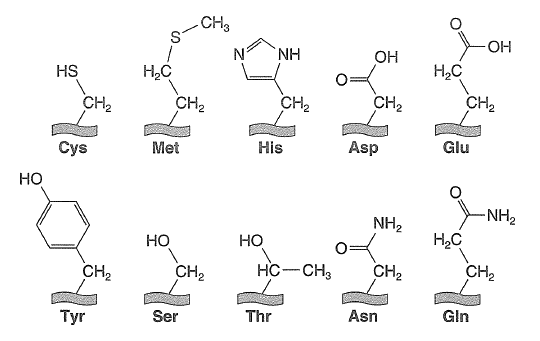 HS
CH2
Cys
S
CH3
H2C
CH2
Met
N
NH
CH2
His
O
OH
CH2
Asp
O
OH
H2C
CH2
Glu
HO
CH2
Tyr
HO
CH2
Ser
HO
HC
CH3
Thr
O
NH2
CH2
Asn
O
NH2
H2C
CH2
Gln